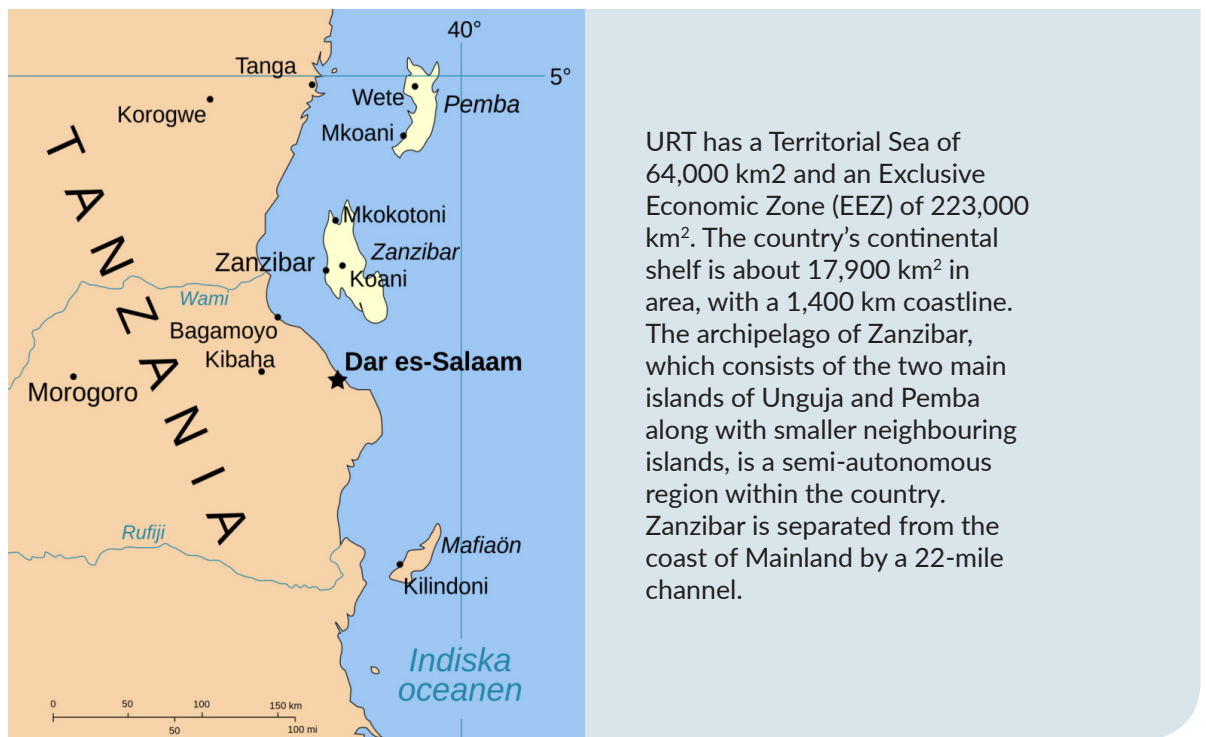 40°
Tanga
5°
Korogwe
Wete
Pemba
Mkoani
TANZANIA
Mkokotoni
Zanzibar
Zanzibar
Koani
Wami
Bagamoyo
Kibaha
Dar es-Salaam
Morogoro
Rufiji
Mafiaön
Kilindoni
Indiska
oceanen
0 50 100 150 km
50 100 mi
URT has a Territorial Sea of
64,000 km2 and an Exclusive
Economic Zone (EEZ) of 223,000
km². The country’s continental
shelf is about 17,900 km² in
area, with a 1,400 km coastline.
The archipelago of Zanzibar,
which consists of the two main
islands of Unguja and Pemba
along with smaller neighbouring
islands, is a semi-autonomous
region within the country.
Zanzibar is separated from the
coast of Mainland by a 22-mile
channel.